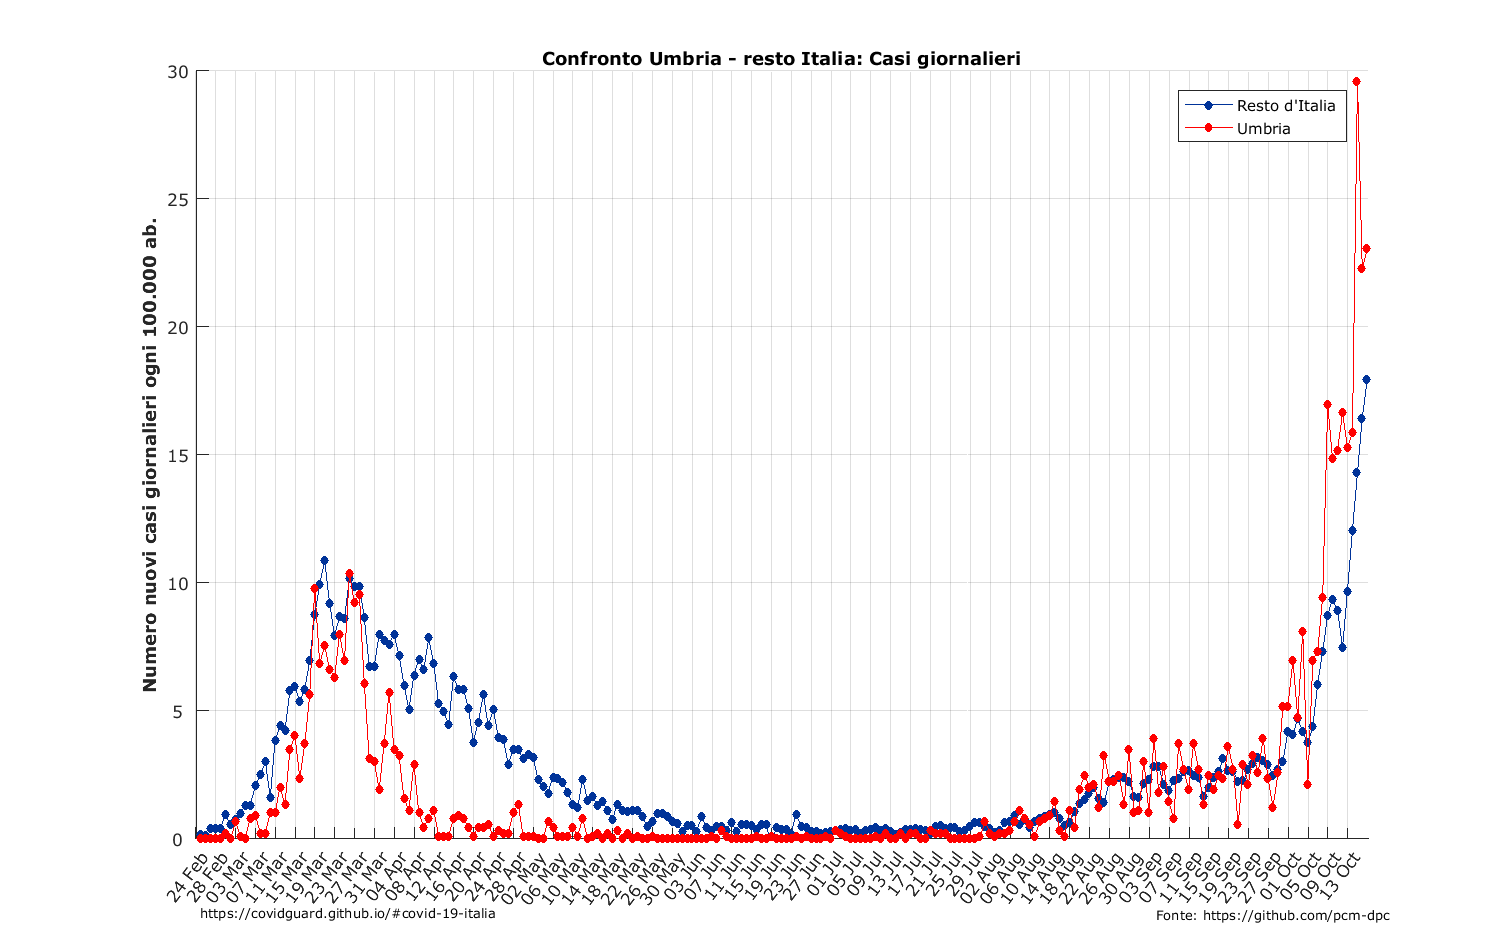 Confronto Umbria - resto Italia: Casi giornalieri
Resto d'Italia
Umbria
Numero nuovi casi giornalieri ogni 100.000 ab.
30
25
20
15
10
5
0
24 Feb
28 Feb
03 Mar
07 Mar
11 Mar
15 Mar
19 Mar
23 Mar
27 Mar
31 Mar
04 Apr
08 Apr
12 Apr
16 Apr
20 Apr
24 Apr
28 Apr
02 May
06 May
10 May
14 May
18 May
22 May
26 May
30 May
03 Jun
07 Jun
11 Jun
15 Jun
19 Jun
23 Jun
27 Jun
01 Jul
05 Jul
09 Jul
13 Jul
17 Jul
21 Jul
25 Jul
29 Jul
02 Aug
06 Aug
10 Aug
14 Aug
18 Aug
22 Aug
26 Aug
30 Aug
03 Sep
07 Sep
11 Sep
15 Sep
19 Sep
23 Sep
27 Sep
01 Oct
05 Oct
09 Oct
13 Oct
https://covidguard.github.io/#covid-19-italia
Fonte: https://github.com/pcm-dpc